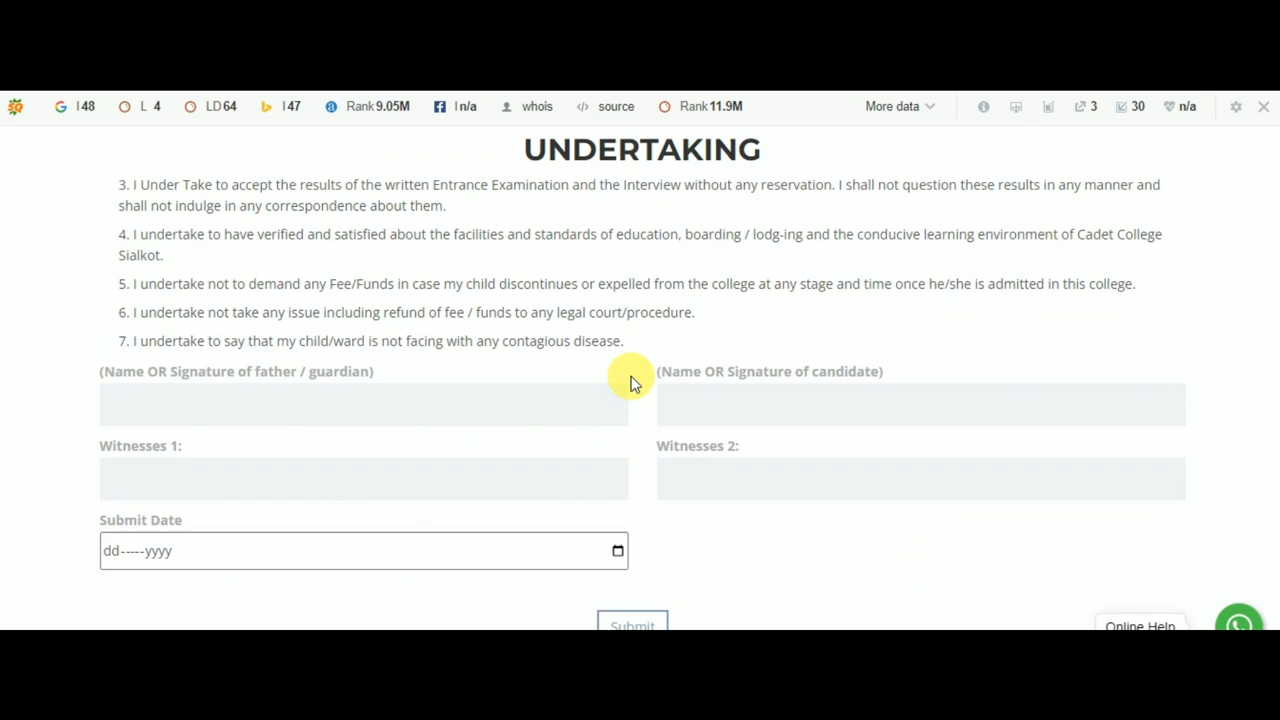 SQ I 48 L 4 LD 64 I 47 Rank 9.05M I n/a whois source Rank 11.9M More data 3 30 n/a
UNDERTAKING
3. I Under Take to accept the results of the written Entrance Examination and the Interview without any reservation. I shall not question these results in any manner and
shall not indulge in any correspondence about them.
4. I undertake to have verified and satisfied about the facilities and standards of education, boarding / lodg-ing and the conducive learning environment of Cadet College
Sialkot.
5. I undertake not to demand any Fee/Funds in case my child discontinues or expelled from the college at any stage and time once he/she is admitted in this college.
6. I undertake not take any issue including refund of fee / funds to any legal court/procedure.
7. I undertake to say that my child/ward is not facing with any contagious disease.
(Name OR Signature of father / guardian) (Name OR Signature of candidate)
Witnesses 1: Witnesses 2:
Submit Date
dd-----yyyy
Submit
Online Help